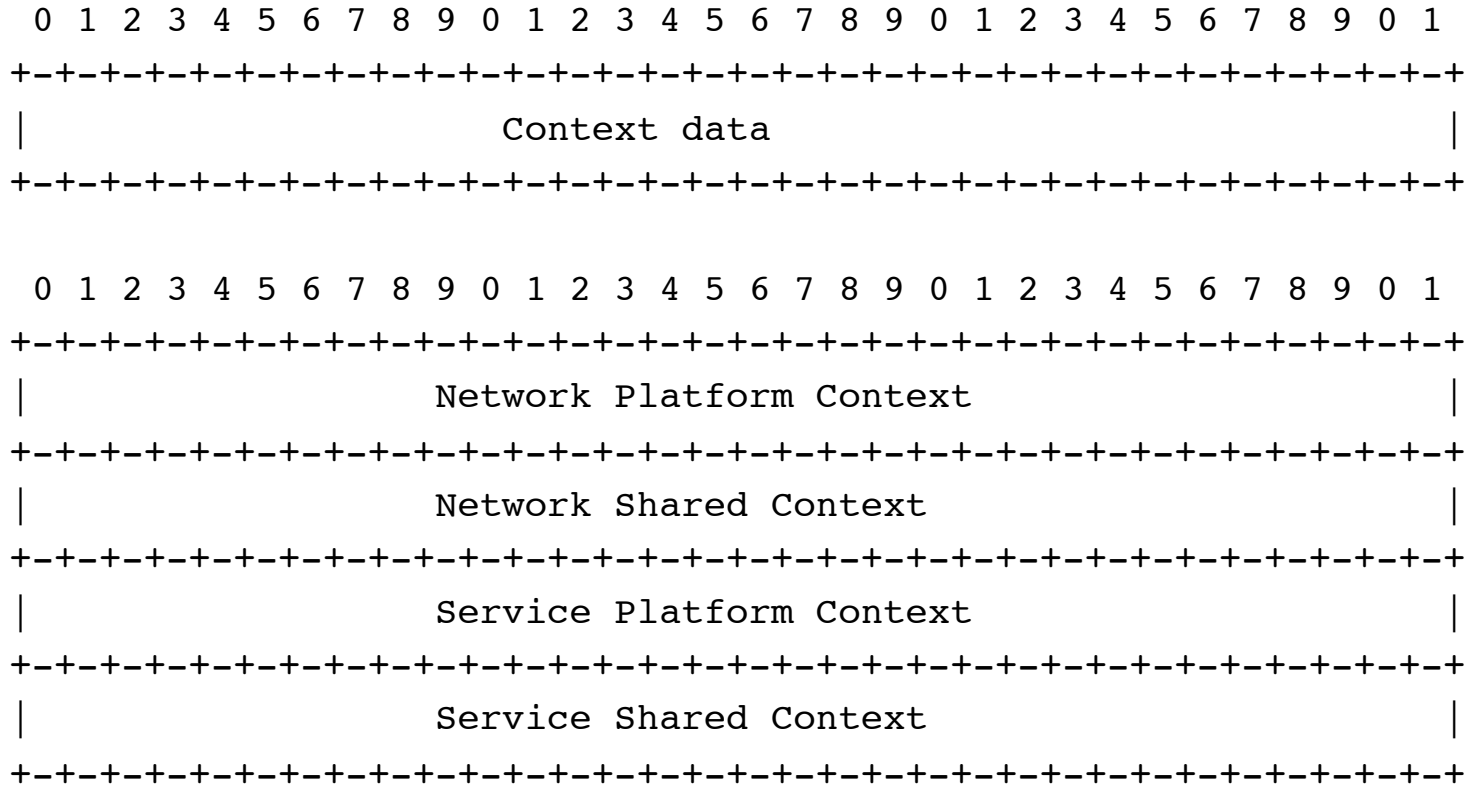 0 1 2 3 4 5 6 7 8 9 0 1 2 3 4 5 6 7 8 9 0 1 2 3 4 5 6 7 8 9 0 1
+-+-+-+-+-+-+-+-+-+-+-+-+-+-+-+-+-+-+-+-+-+-+-+-+-+-+-+-+-+-+-+-+
| Context data |
+-+-+-+-+-+-+-+-+-+-+-+-+-+-+-+-+-+-+-+-+-+-+-+-+-+-+-+-+-+-+-+-+
0 1 2 3 4 5 6 7 8 9 0 1 2 3 4 5 6 7 8 9 0 1 2 3 4 5 6 7 8 9 0 1
+-+-+-+-+-+-+-+-+-+-+-+-+-+-+-+-+-+-+-+-+-+-+-+-+-+-+-+-+-+-+-+-+
| Network Platform Context |
+-+-+-+-+-+-+-+-+-+-+-+-+-+-+-+-+-+-+-+-+-+-+-+-+-+-+-+-+-+-+-+-+
| Network Shared Context |
+-+-+-+-+-+-+-+-+-+-+-+-+-+-+-+-+-+-+-+-+-+-+-+-+-+-+-+-+-+-+-+-+
| Service Platform Context |
+-+-+-+-+-+-+-+-+-+-+-+-+-+-+-+-+-+-+-+-+-+-+-+-+-+-+-+-+-+-+-+-+
| Service Shared Context |
+-+-+-+-+-+-+-+-+-+-+-+-+-+-+-+-+-+-+-+-+-+-+-+-+-+-+-+-+-+-+-+-+